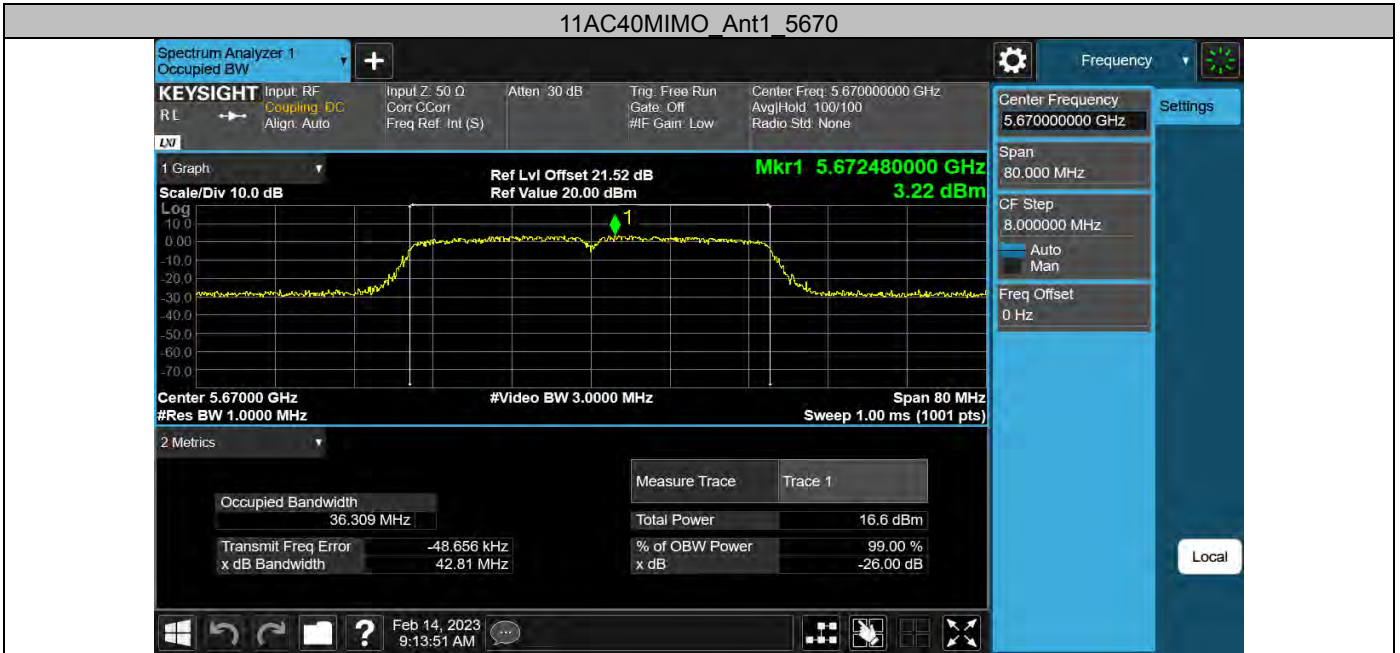 11AC40MIMO_Ant1_5670
Spectrum Analyzer 1
Occupied BW
+
Frequency
KEYSIGHT
RL
LXI
Input: RF
Coupling: DC
Align: Auto
Input Z: 50 Ω
Corr CCorr
Freq Ref: Int (S)
Atten: 30 dB
Trig: Free Run
Gate: Off
#IF Gain: Low
Center Freq: 5.670000000 GHz
Avg|Hold: 100/100
Radio Std: None
Center Frequency
5.670000000 GHz
Settings
Span
80.000 MHz
CF Step
8.000000 MHz
Auto
Man
Freq Offset
0 Hz
Local
1 Graph
Scale/Div 10.0 dB
Ref Lvl Offset 21.52 dB
Ref Value 20.00 dBm
Mkr1 5.672480000 GHz
3.22 dBm
Log
10.0
0.00
-10.0
-20.0
-30.0
-40.0
-50.0
-60.0
-70.0
1
Center 5.67000 GHz
#Video BW 3.0000 MHz
Span 80 MHz
#Res BW 1.0000 MHz
Sweep 1.00 ms (1001 pts)
2 Metrics
Measure Trace Trace 1
Occupied Bandwidth
36.309 MHz
Total Power 16.6 dBm
Transmit Freq Error -48.656 kHz
% of OBW Power 99.00 %
x dB Bandwidth 42.81 MHz
x dB -26.00 dB
?
Feb 14, 2023
9:13:51 AM